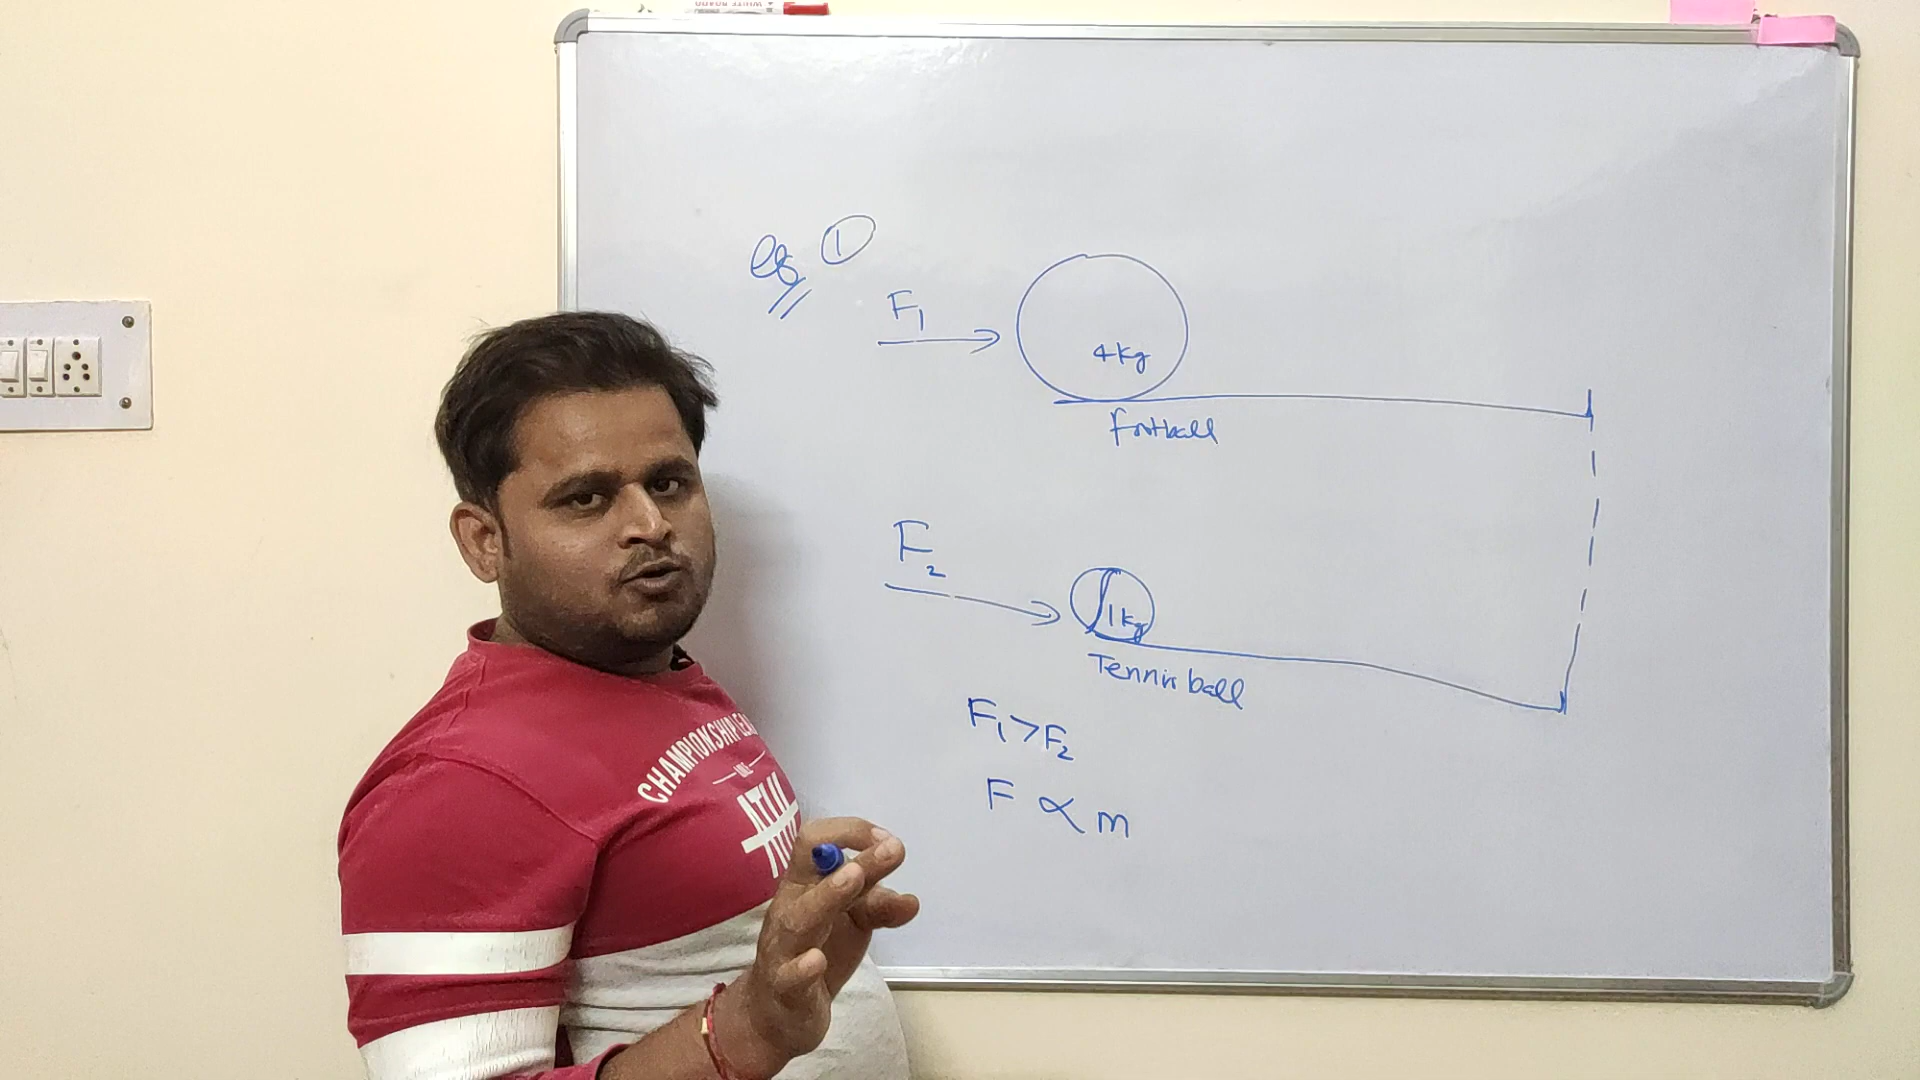 eg ①
F1
4kg
Football
F2
1kg
Tennis ball
F1 > F2
F ∝ m
CHAMPIONSHIP